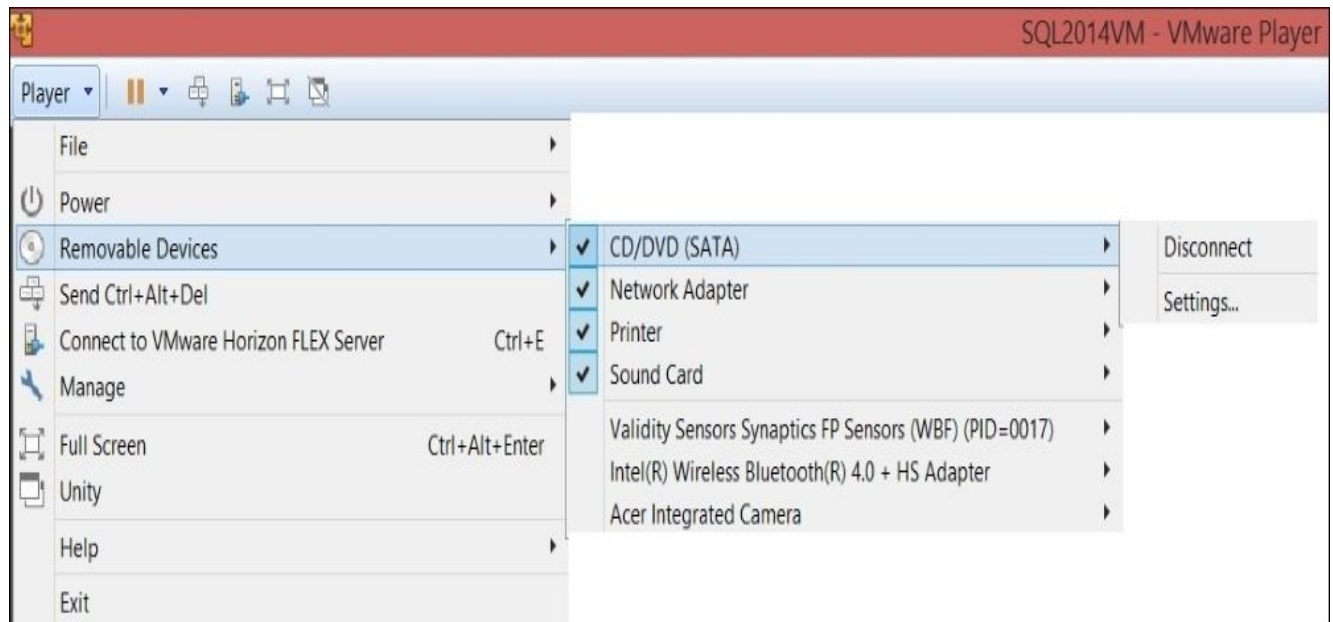 SQL2014VM - VMware Player
Player
File
Power
Removable Devices
Send Ctrl+Alt+Del
Connect to VMware Horizon FLEX Server Ctrl+E
Manage
Full Screen Ctrl+Alt+Enter
Unity
Help
Exit
CD/DVD (SATA)
Network Adapter
Printer
Sound Card
Validity Sensors Synaptics FP Sensors (WBF) (PID=0017)
Intel(R) Wireless Bluetooth(R) 4.0 + HS Adapter
Acer Integrated Camera
Disconnect
Settings...